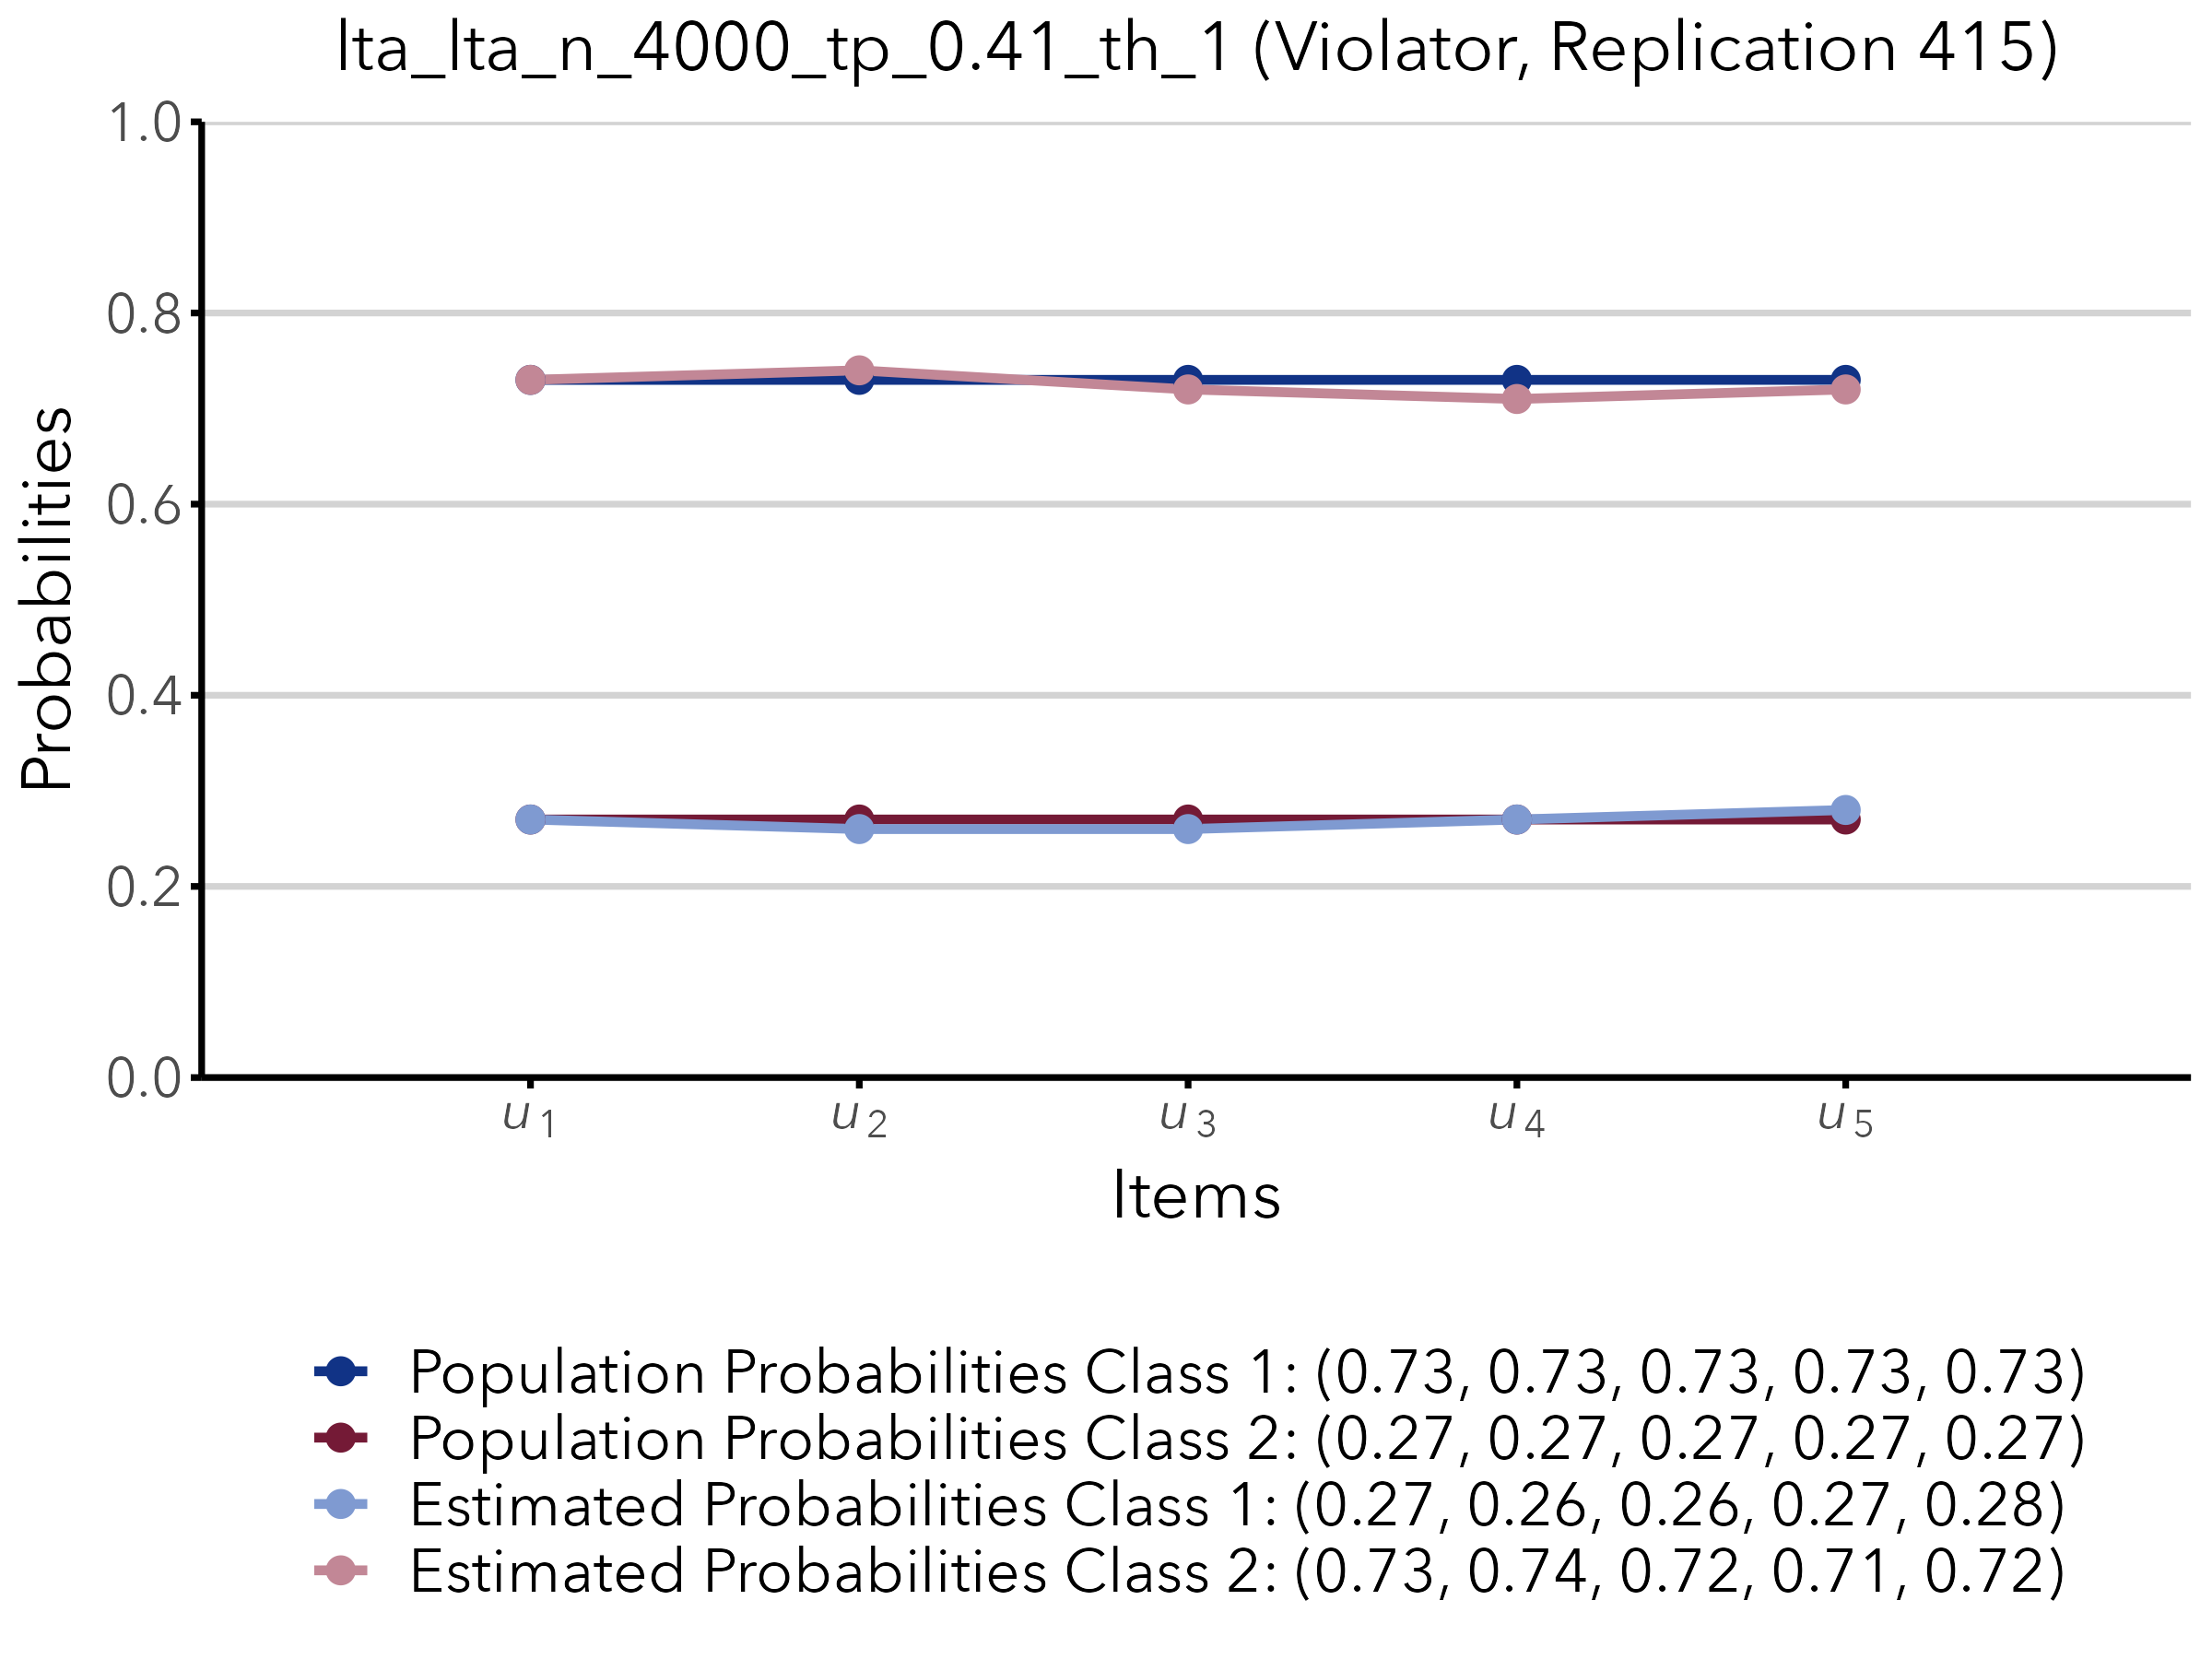 lta_lta_n_4000_tp_0.41_th_1 (Violator, Replication 415)
1.0
0.8
0.6
0.4
0.2
0.0
Probabilities
u1
u2
u3
u4
u5
Items
Population Probabilities Class 1: (0.73, 0.73, 0.73, 0.73, 0.73)
Population Probabilities Class 2: (0.27, 0.27, 0.27, 0.27, 0.27)
Estimated Probabilities Class 1: (0.27, 0.26, 0.26, 0.27, 0.28)
Estimated Probabilities Class 2: (0.73, 0.74, 0.72, 0.71, 0.72)